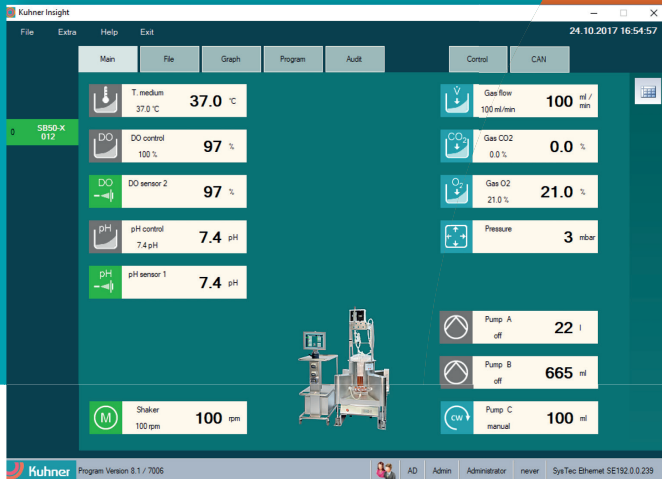 Kuhner Insight
File Extra Help Exit 24.10.2017 16:54:57
Main File Graph Program Audit Control CAN
0 SB50-X
012
T. medium
37.0 °C
37.0 °C
DO
DO control
100 %
97 %
DO
DO sensor 2
97 %
pH
pH control
7.4 pH
7.4 pH
pH
pH sensor 1
7.4 pH
M
Shaker
100 rpm
100 rpm
V
Gas flow
100 ml/min
100 ml / min
CO2
Gas CO2
0.0 %
0.0 %
O2
Gas O2
21.0 %
21.0 %
Pressure
3 mbar
Pump A
off
22 l
Pump B
off
665 ml
CW
Pump C
manual
100 ml
Kuhner Program Version 8.1 / 7006 AD Admin Administrator never SysTec Ethernet SE192.0.0.239